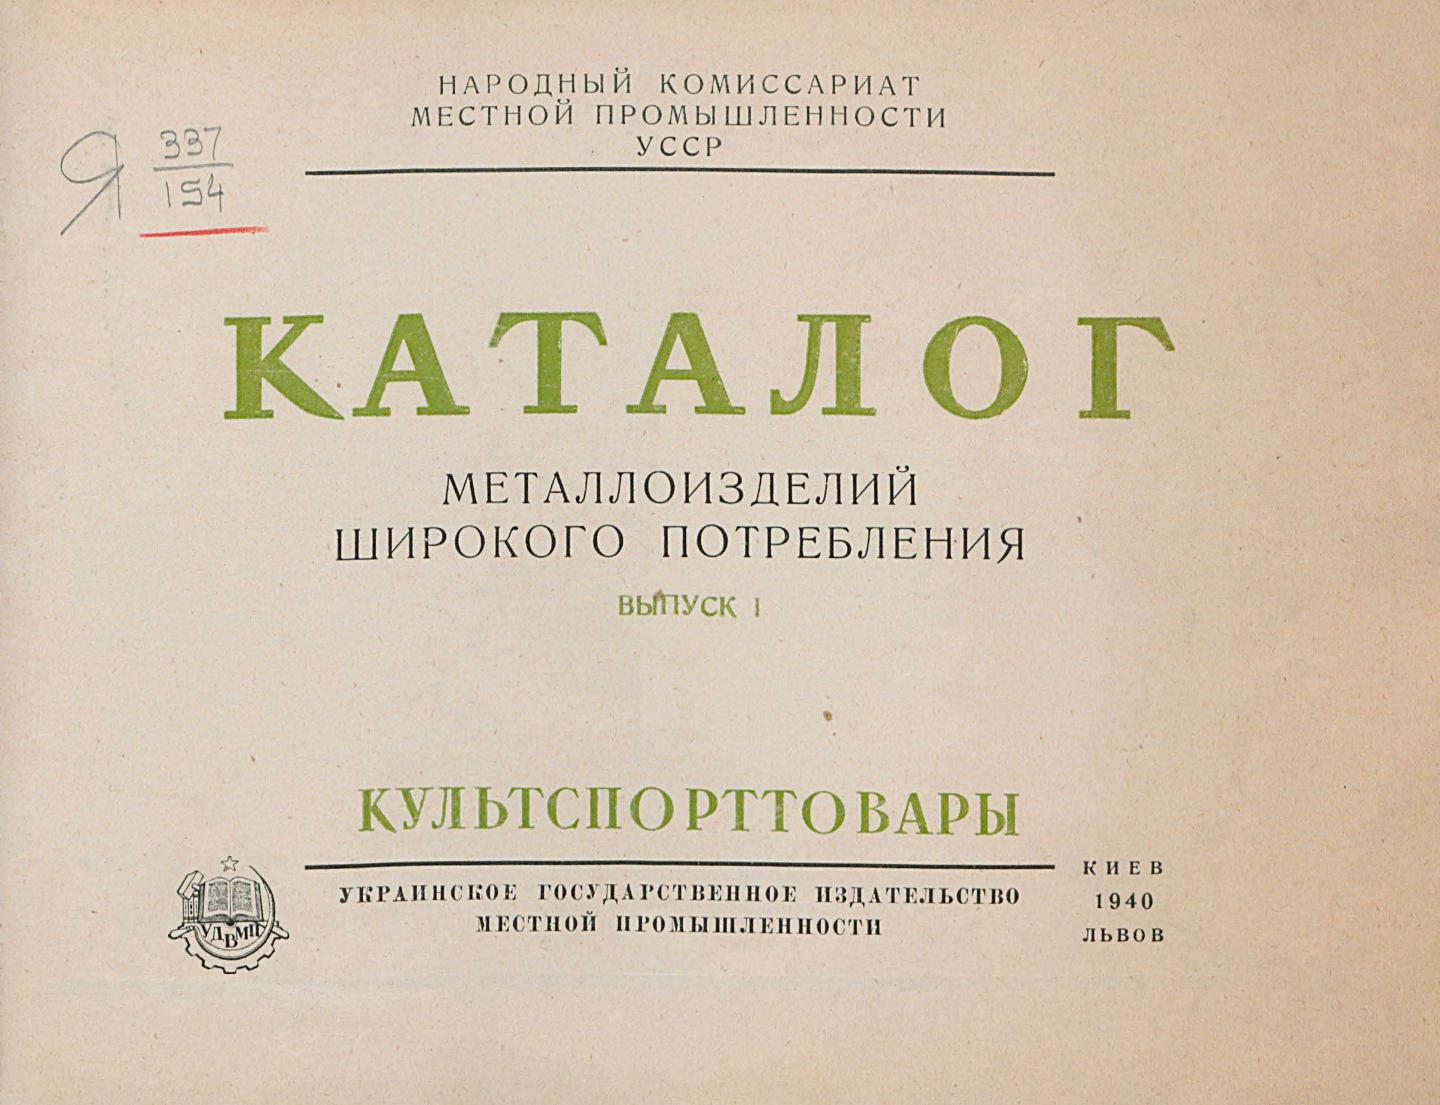 НАРОДНЫЙ КОМИССАРИАТ
МЕСТНОЙ ПРОМЫШЛЕННОСТИ
УССР
Я 337
154
КАТАЛОГ
МЕТАЛЛОИЗДЕЛИЙ
ШИРОКОГО ПОТРЕБЛЕНИЯ
ВЫПУСК I
КУЛЬТСПОРТТОВАРЫ
УКРАИНСКОЕ ГОСУДАРСТВЕННОЕ ИЗДАТЕЛЬСТВО
МЕСТНОЙ ПРОМЫШЛЕННОСТИ
КИЕВ
1940
ЛЬВОВ
УДВМП